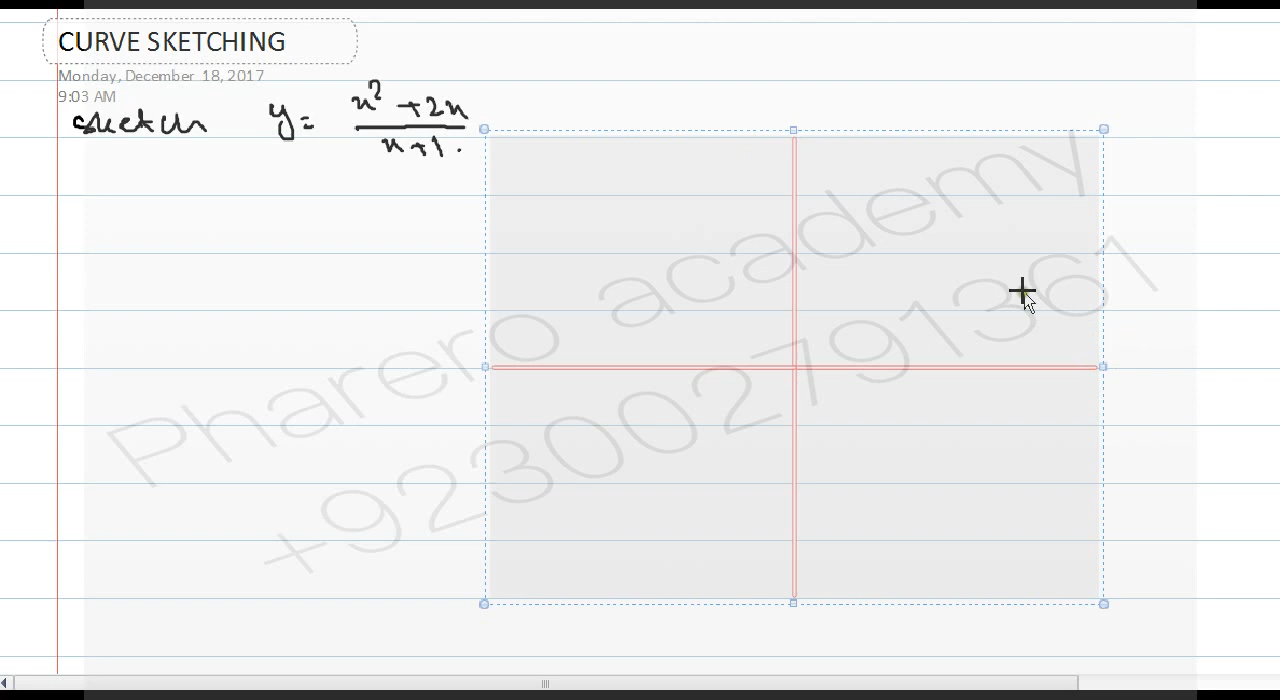 CURVE SKETCHING
Monday, December 18, 2017
9:03 AM
sketch y = x² + 2x / x + 1.
Pharero academy
+923002791361